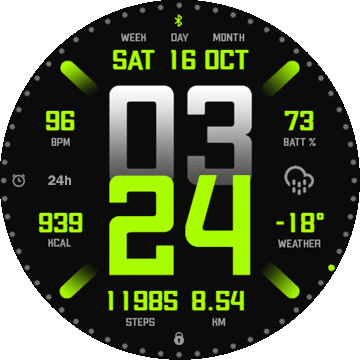 WEEK DAY MONTH
SAT 16 OCT
03
96
BPM
73
BATT %
24h
24
939
KCAL
-18°
WEATHER
11985 8.54
STEPS KM